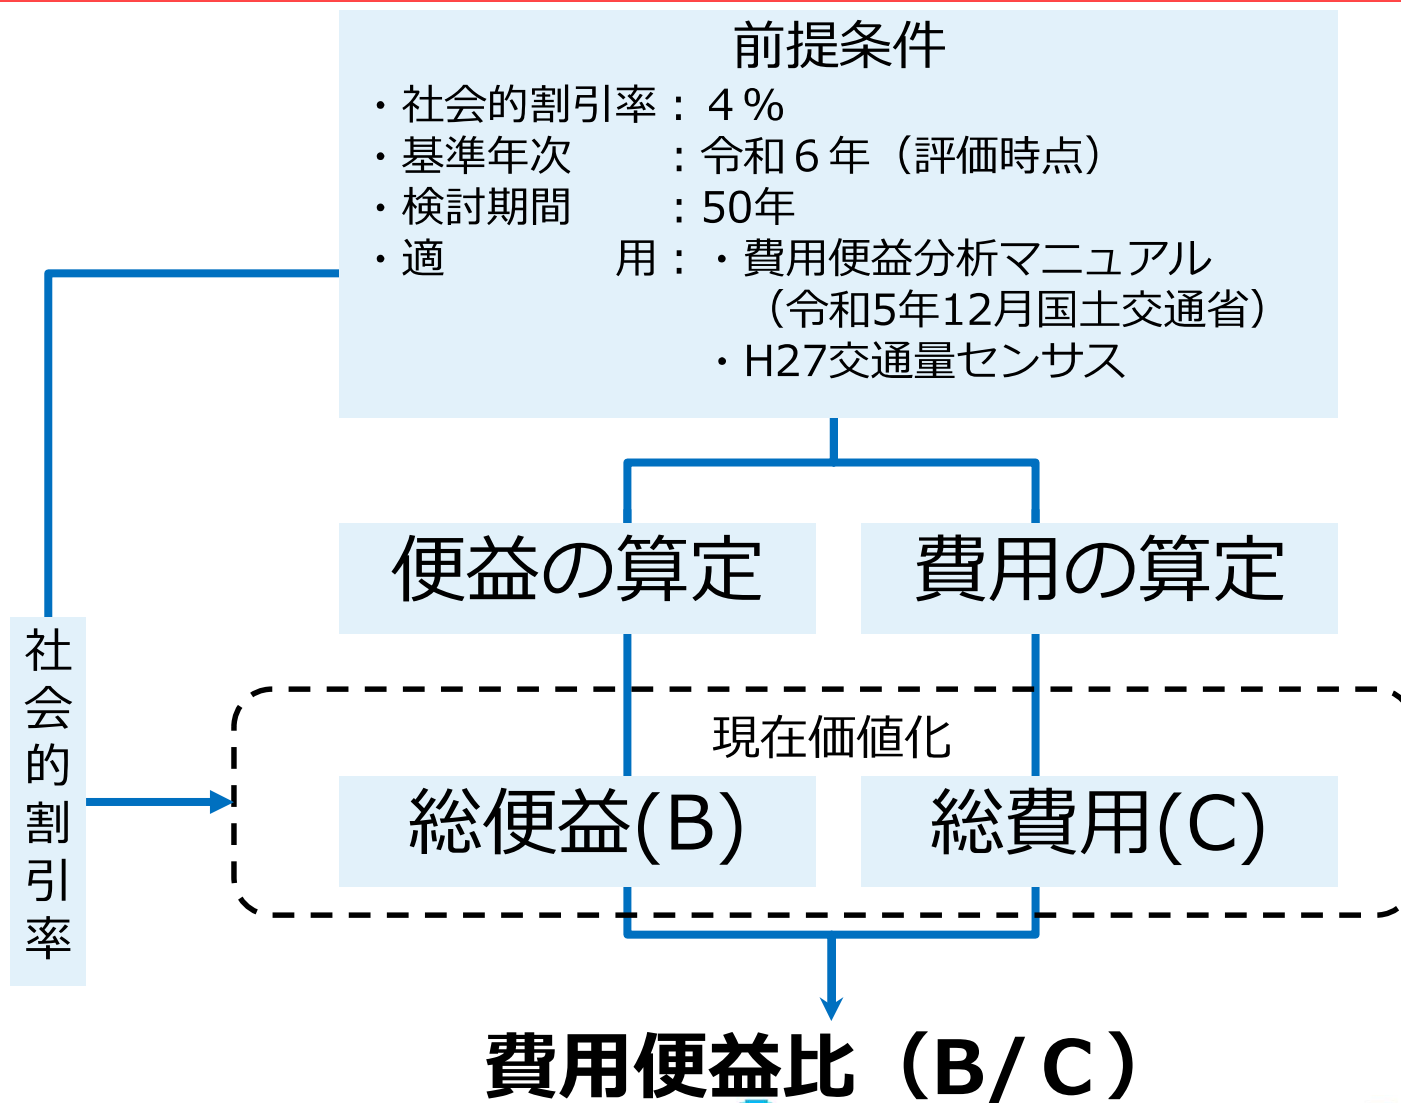 前提条件
・社会的割引率：４％
・基準年次　　：令和６年（評価時点）
・検討期間　　：50年
・適　　　　用：・費用便益分析マニュアル
（令和5年12月国土交通省）
・H27交通量センサス
便益の算定
費用の算定
社会的割引率
現在価値化
総便益(B)
総費用(C)
費用便益比（B/Ｃ）